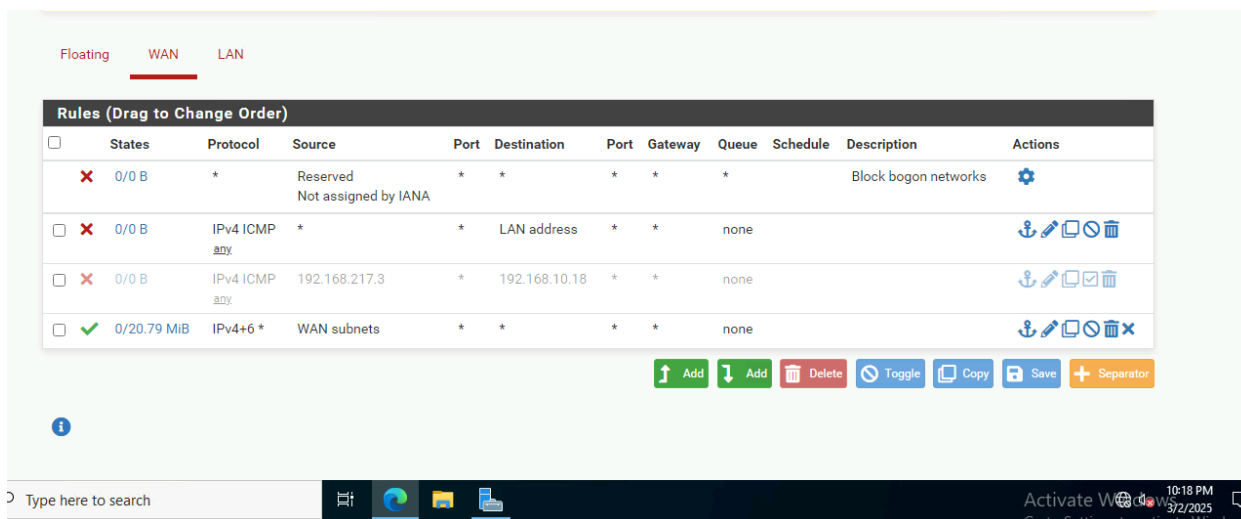 Floating WAN LAN
Rules (Drag to Change Order)
States Protocol Source Port Destination Port Gateway Queue Schedule Description Actions
0/0 B * Reserved * * * * * Block bogon networks
Not assigned by IANA
0/0 B IPv4 ICMP * * LAN address * * none
any
0/0 B IPv4 ICMP 192.168.217.3 * 192.168.10.18 * * none
any
0/20.79 MiB IPv4+6 * WAN subnets * * * * none
Add Add Delete Toggle Copy Save Separator
Type here to search
Activate Windows
10:18 PM
3/2/2025